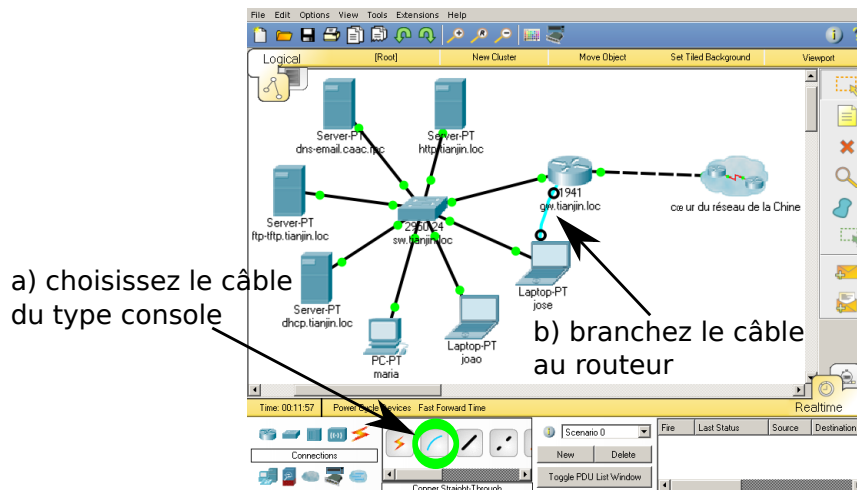 File Edit Options View Tools Extensions Help
Logical
[Root]
New Cluster
Move Object
Set Tiled Background
Viewport
Server-PT
dns-email.caac.rpc
Server-PT
http.tianjin.loc
1941
gw.tianjin.loc
cœur du réseau de la Chine
Server-PT
ftp-tftp.tianjin.loc
2950-24
sw.tianjin.loc
Server-PT
dhcp.tianjin.loc
Laptop-PT
jose
PC-PT
maria
Laptop-PT
joao
a) choisissez le câble
du type console
b) branchez le câble
au routeur
Time: 00:11:57
Power Cycle Devices Fast Forward Time
Realtime
Connections
Copper Straight-Through
Scenario 0
New
Delete
Toggle PDU List Window
Fire
Last Status
Source
Destination